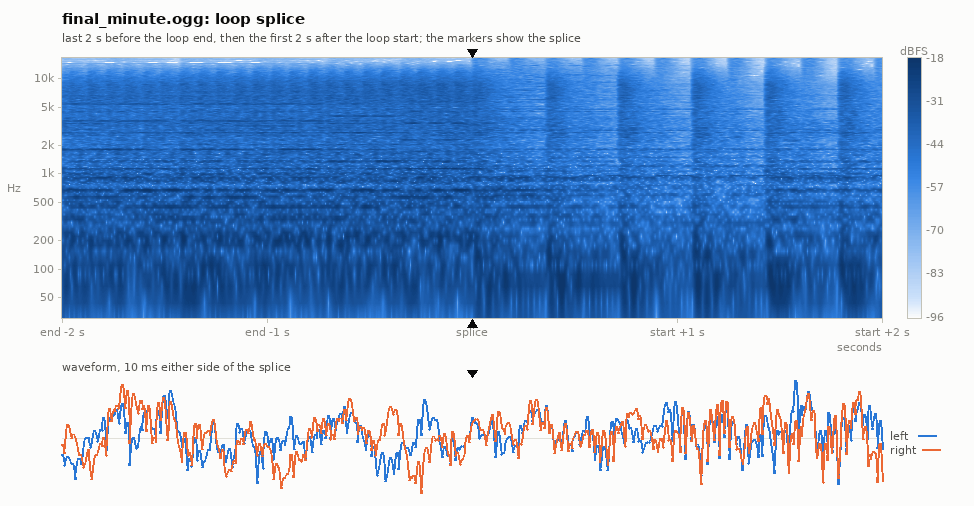 final_minute.ogg: loop splice
last 2 s before the loop end, then the first 2 s after the loop start; the markers show the splice
dBFS
10k
5k
2k
1k
500
200
100
50
Hz
-18
-31
-44
-57
-70
-83
-96
end -2 s
end -1 s
splice
start +1 s
start +2 s
seconds
waveform, 10 ms either side of the splice
left
right